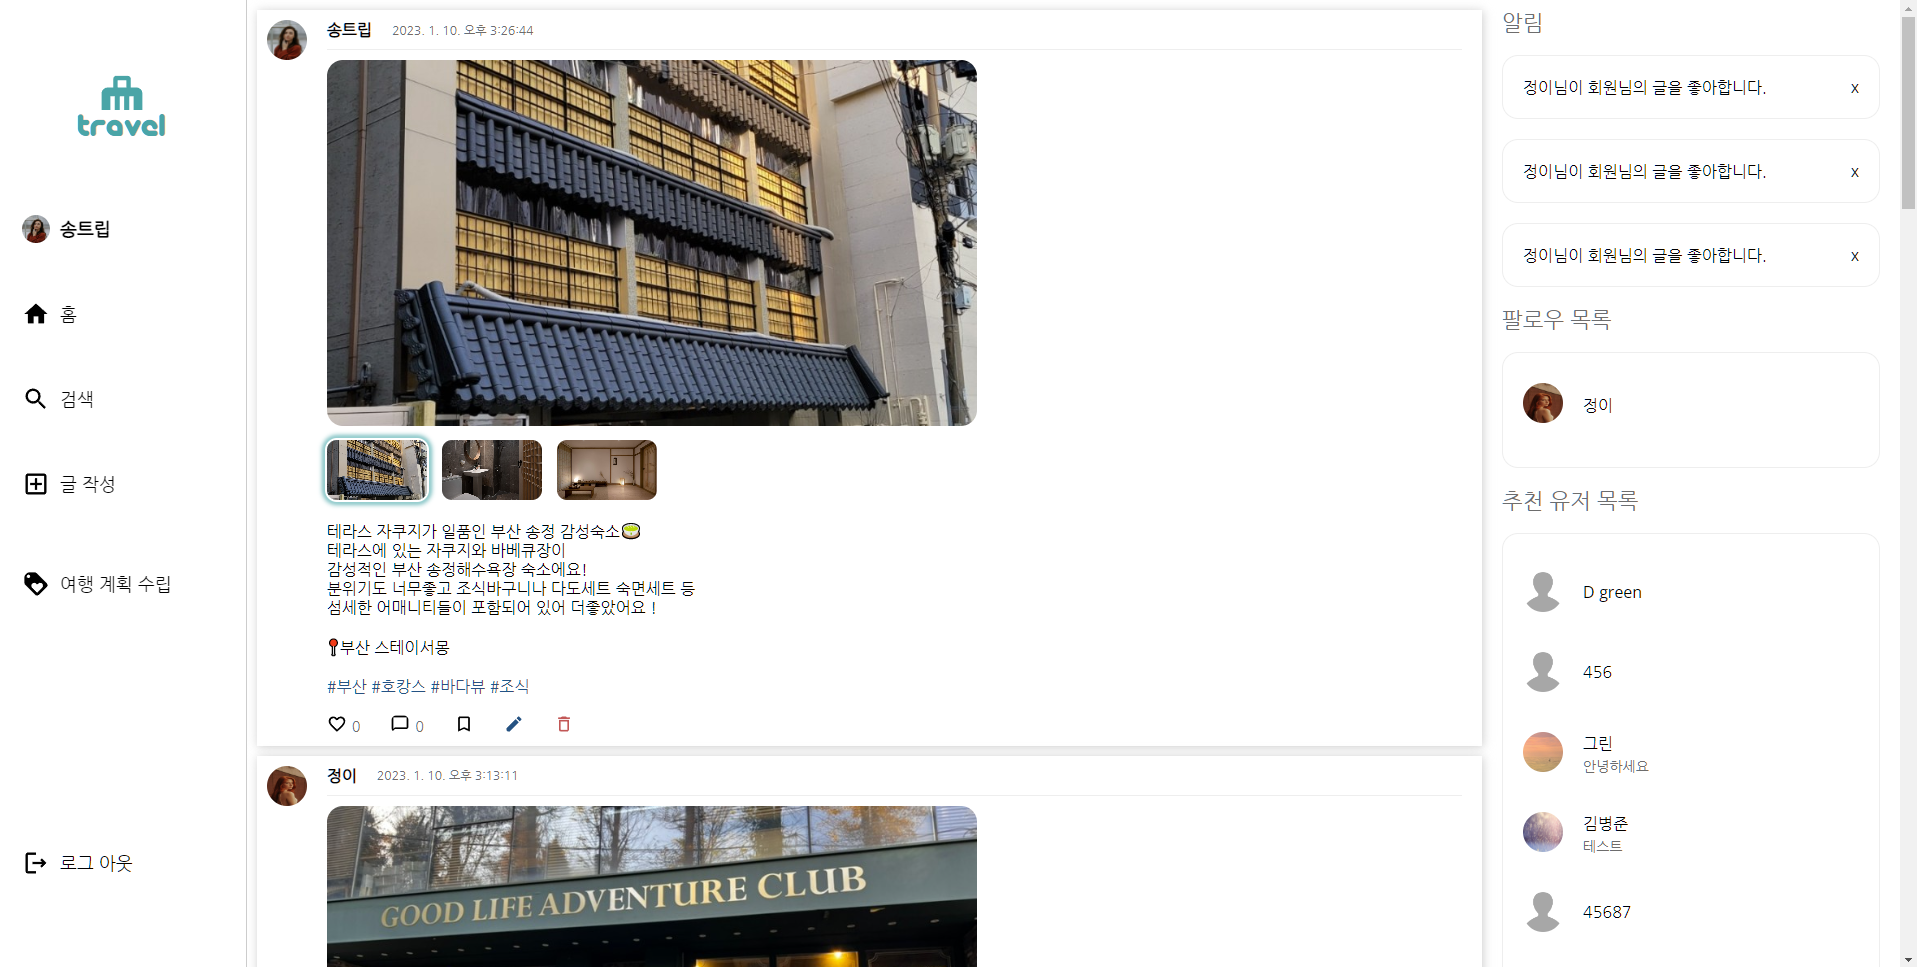 travel
송트립
홈
검색
글 작성
여행 계획 수립
로그 아웃
송트립 2023. 1. 10. 오후 3:26:44
테라스 자쿠지가 일품인 부산 송정 감성숙소🍵
테라스에 있는 자쿠지와 바베큐장이
감성적인 부산 송정해수욕장 숙소에요!
분위기도 너무좋고 조식바구니나 다도세트 숙면세트 등
섬세한 어매니티들이 포함되어 있어 더좋았어요 !
📍부산 스테이서몽
#부산 #호캉스 #바다뷰 #조식
0 0
정이 2023. 1. 10. 오후 3:13:11
GOOD LIFE ADVENTURE CLUB
알림
정이님이 회원님의 글을 좋아합니다. x
정이님이 회원님의 글을 좋아합니다. x
정이님이 회원님의 글을 좋아합니다. x
팔로우 목록
정이
추천 유저 목록
D green
456
그린
안녕하세요
김병준
테스트
45687